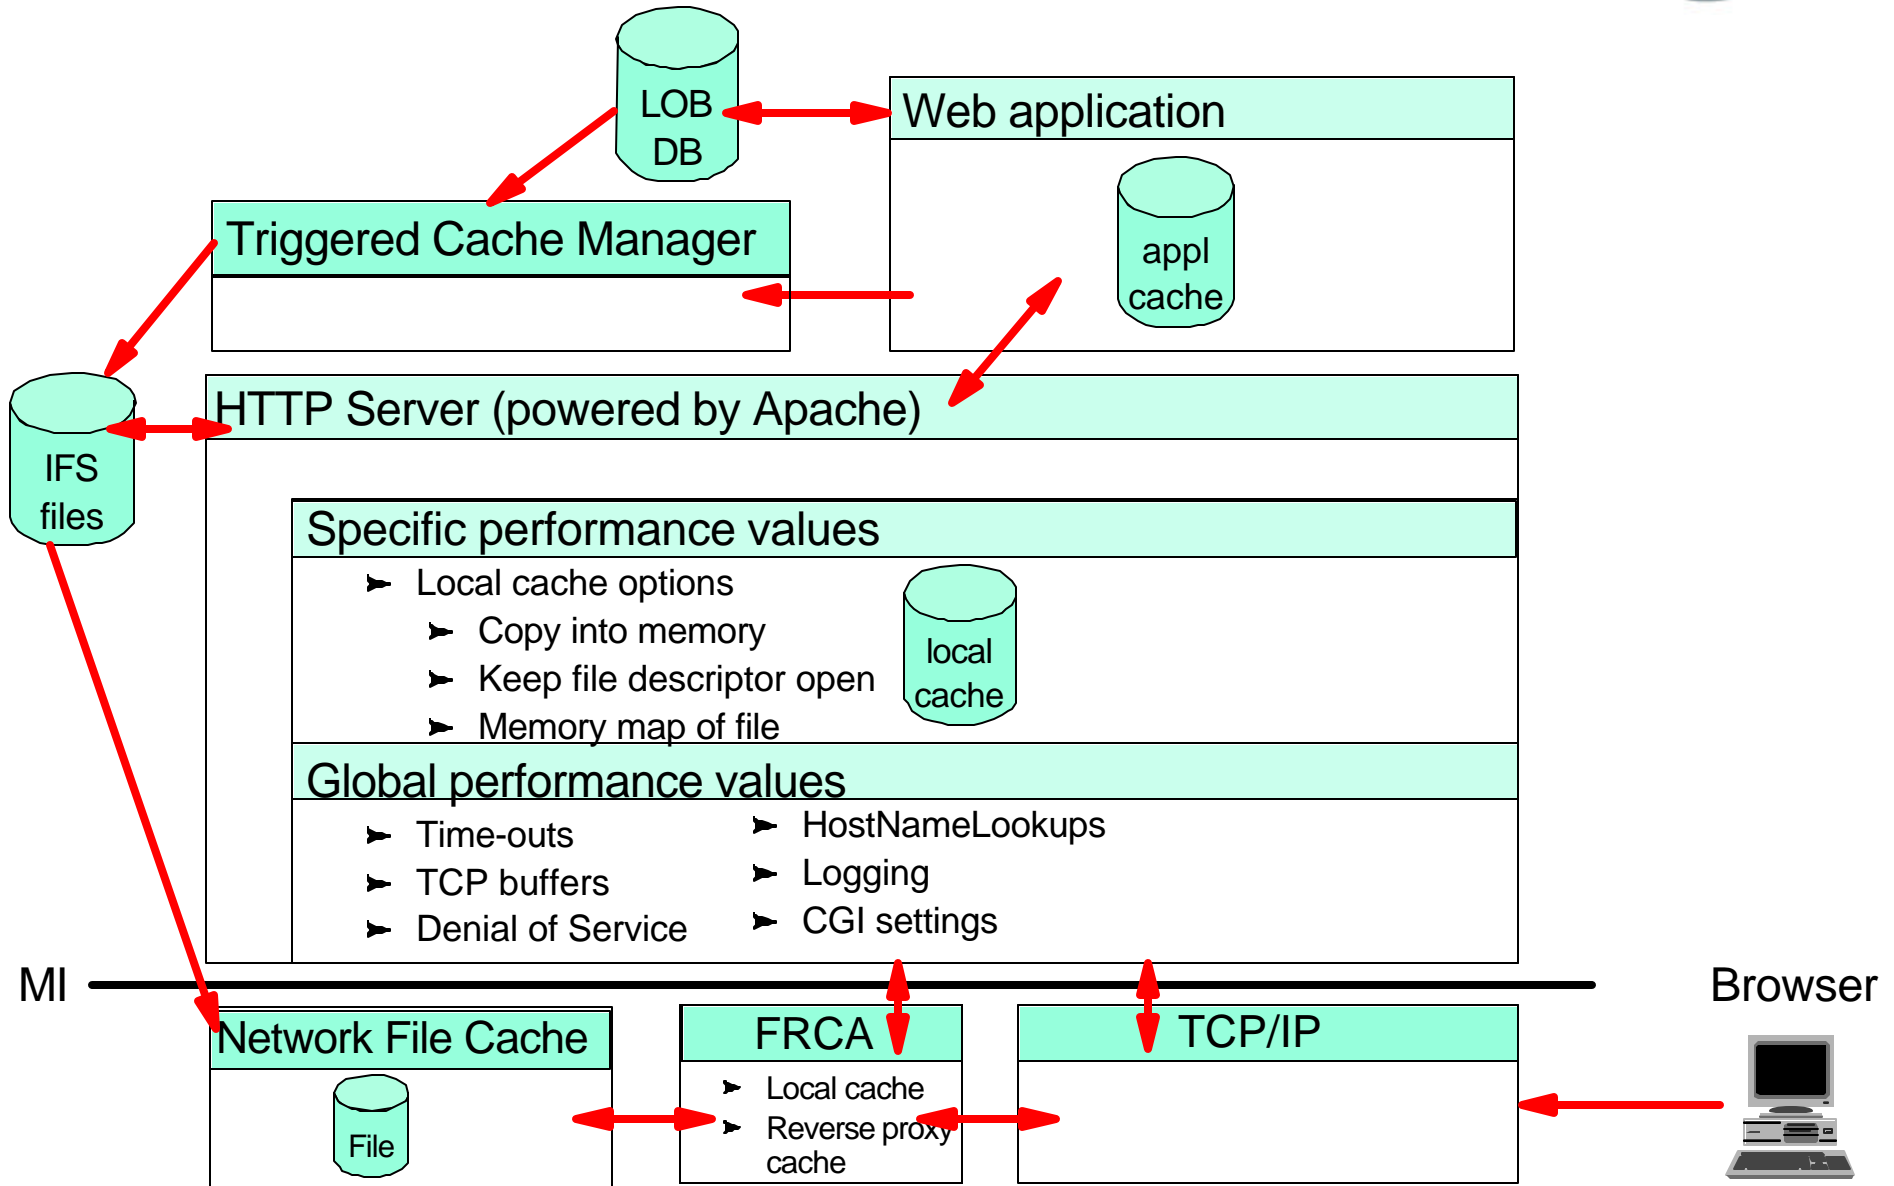 LOB
DB
Web application
appl
cache
Triggered Cache Manager
IFS
files
HTTP Server (powered by Apache)
Specific performance values
Local cache options
Copy into memory
Keep file descriptor open
Memory map of file
local
cache
Global performance values
Time-outs
TCP buffers
Denial of Service
HostNameLookups
Logging
CGI settings
MI
Browser
Network File Cache
File
FRCA
Local cache
Reverse proxy
cache
TCP/IP